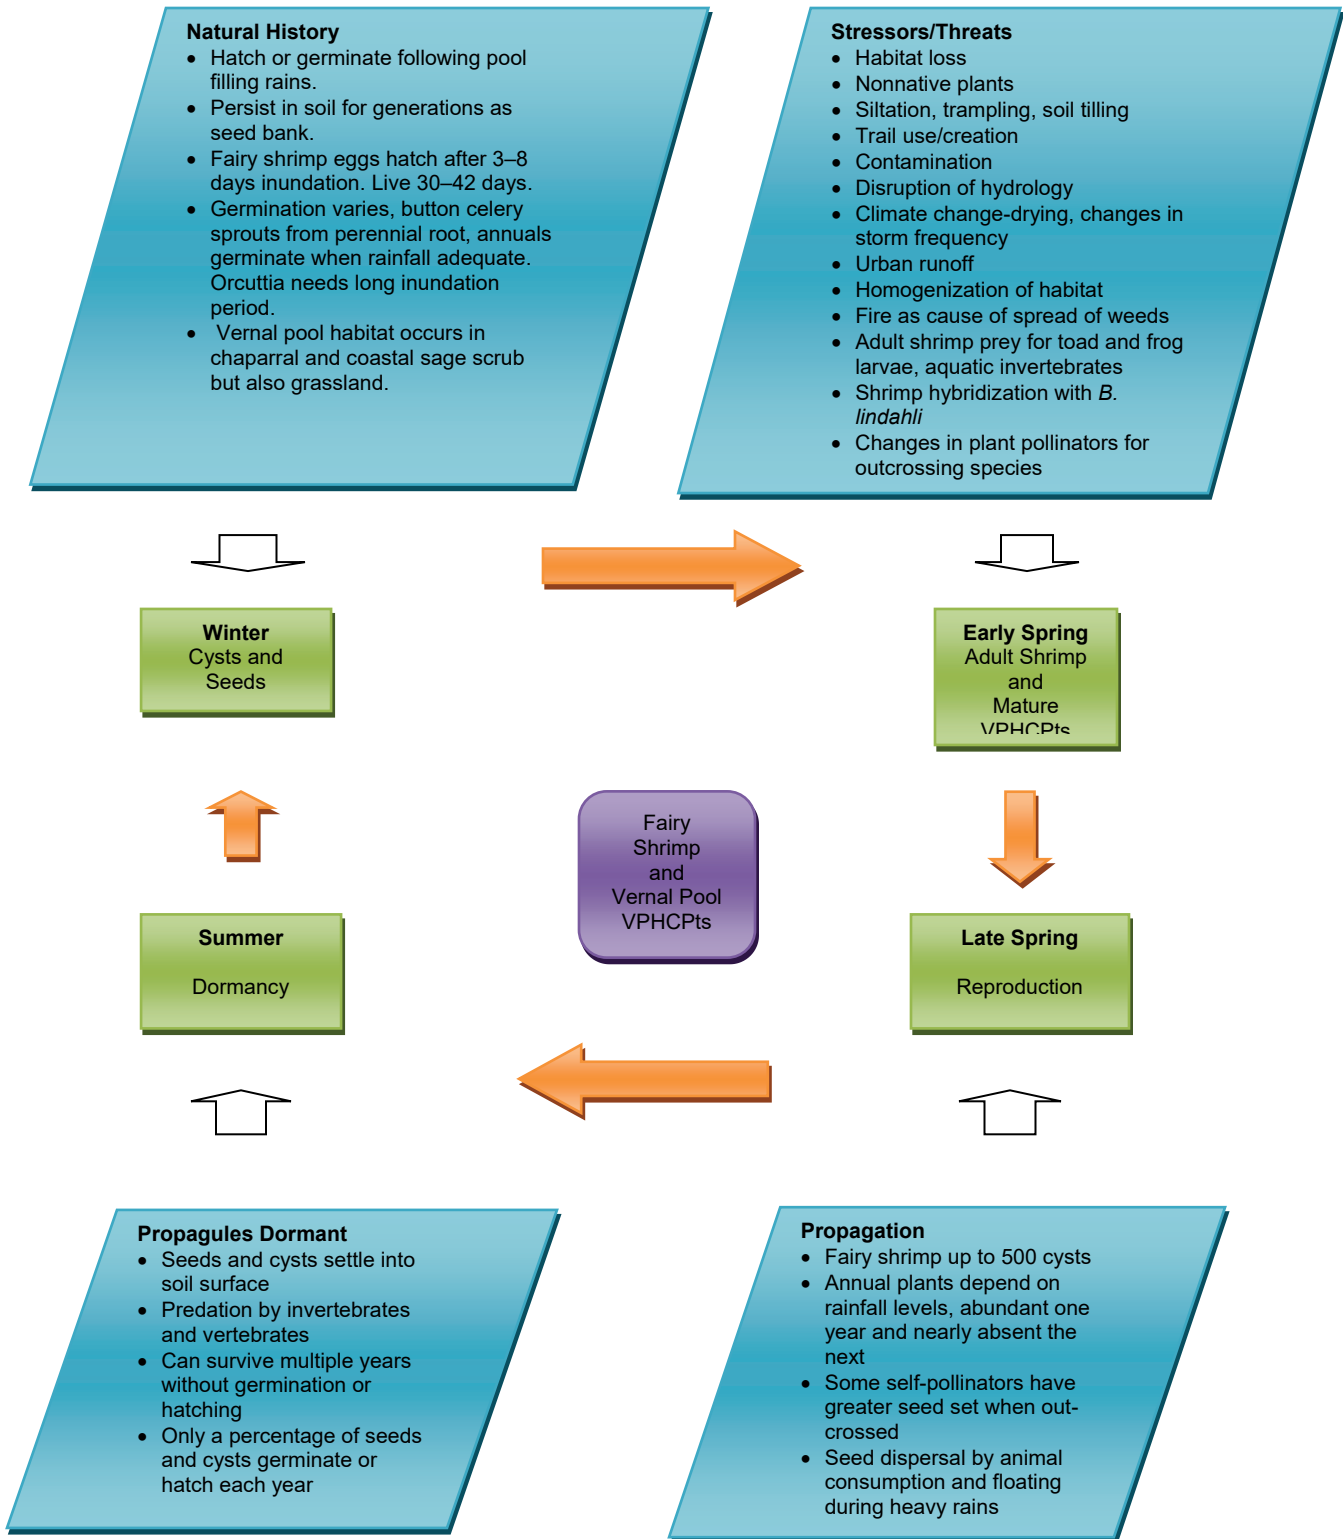 Natural History
• Hatch or germinate following pool
filling rains.
• Persist in soil for generations as
seed bank.
• Fairy shrimp eggs hatch after 3–8
days inundation. Live 30–42 days.
• Germination varies, button celery
sprouts from perennial root, annuals
germinate when rainfall adequate.
Orcuttia needs long inundation
period.
• Vernal pool habitat occurs in
chaparral and coastal sage scrub
but also grassland.
Stressors/Threats
• Habitat loss
• Nonnative plants
• Siltation, trampling, soil tilling
• Trail use/creation
• Contamination
• Disruption of hydrology
• Climate change-drying, changes in
storm frequency
• Urban runoff
• Homogenization of habitat
• Fire as cause of spread of weeds
• Adult shrimp prey for toad and frog
larvae, aquatic invertebrates
• Shrimp hybridization with B.
lindahli
• Changes in plant pollinators for
outcrossing species
Winter
Cysts and
Seeds
Early Spring
Adult Shrimp
and
Mature
VPHCPts
Fairy
Shrimp
and
Vernal Pool
VPHCPts
Summer
Dormancy
Late Spring
Reproduction
Propagules Dormant
• Seeds and cysts settle into
soil surface
• Predation by invertebrates
and vertebrates
• Can survive multiple years
without germination or
hatching
• Only a percentage of seeds
and cysts germinate or
hatch each year
Propagation
• Fairy shrimp up to 500 cysts
• Annual plants depend on
rainfall levels, abundant one
year and nearly absent the
next
• Some self-pollinators have
greater seed set when out-
crossed
• Seed dispersal by animal
consumption and floating
during heavy rains